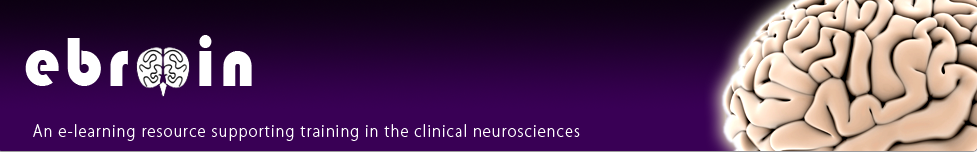 ebrain
An e-learning resource supporting training in the clinical neurosciences